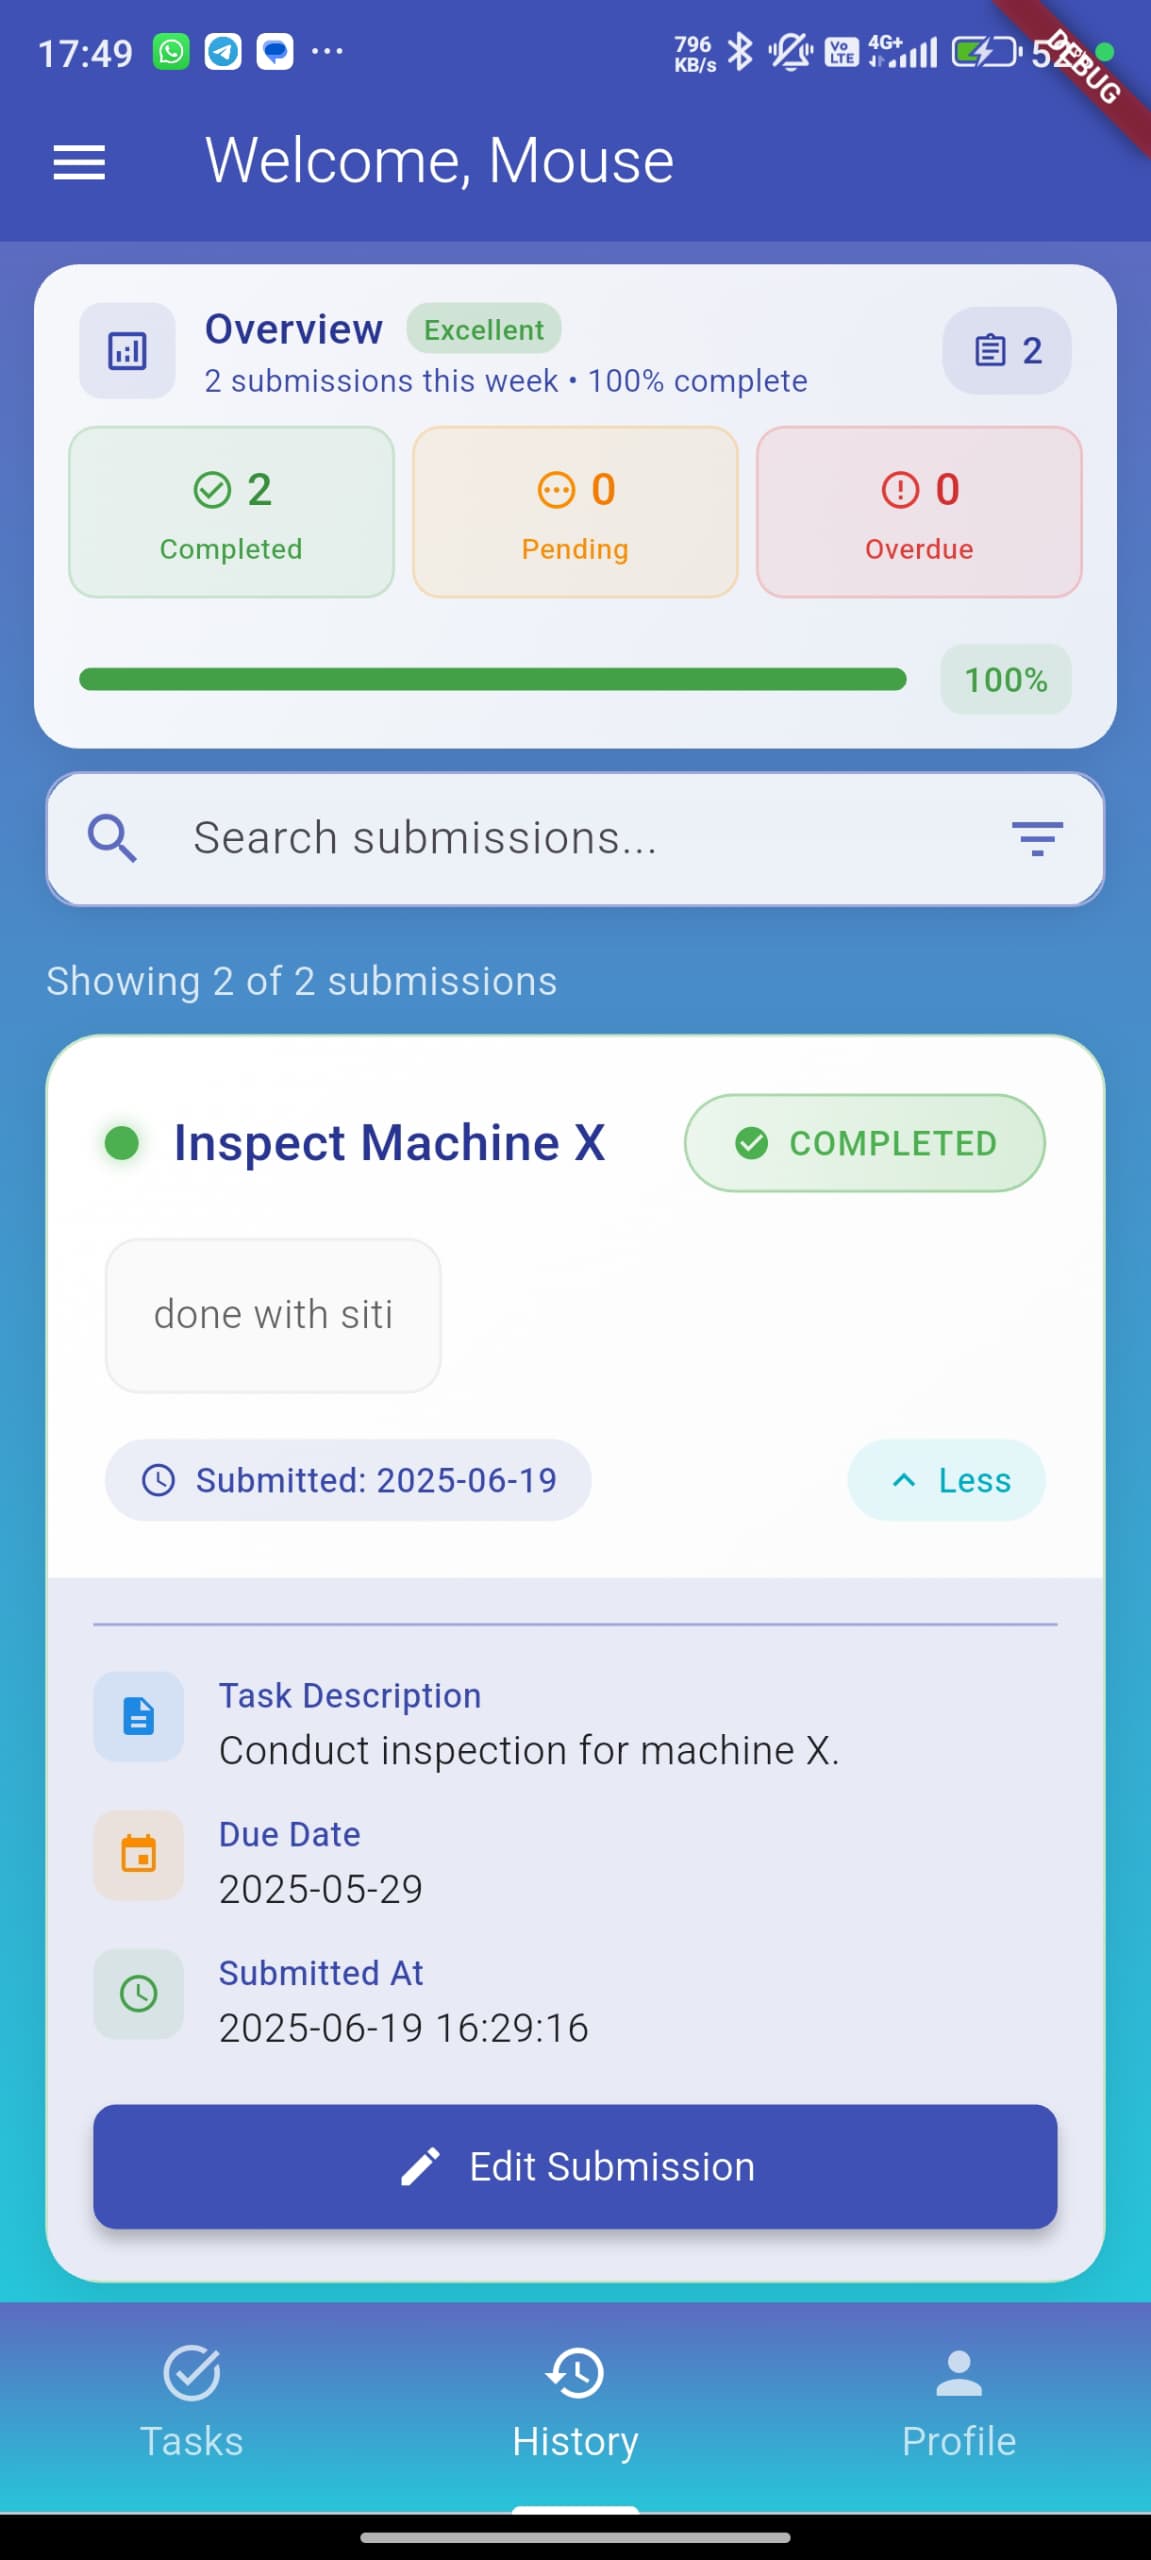 17:49
796
KB/s
Vo
LTE
4G+
DEBUG
Welcome, Mouse
Overview
Excellent
2
2 submissions this week • 100% complete
2
0
0
Completed
Pending
Overdue
100%
Search submissions...
Showing 2 of 2 submissions
Inspect Machine X
COMPLETED
done with siti
Submitted: 2025-06-19
Less
Task Description
Conduct inspection for machine X.
Due Date
2025-05-29
Submitted At
2025-06-19 16:29:16
Edit Submission
Tasks
History
Profile